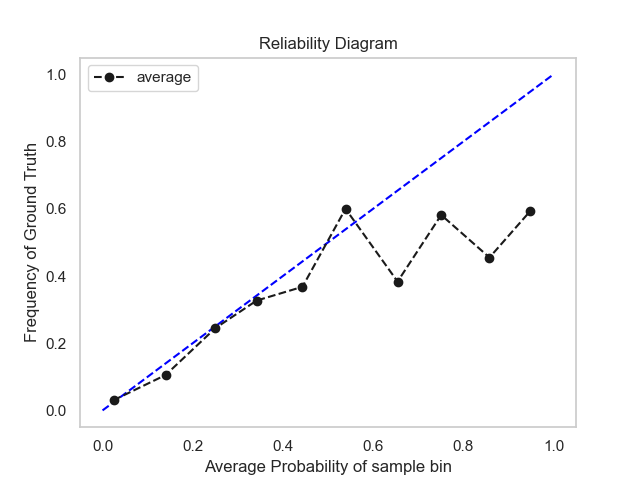 Reliability Diagram
average
Frequency of Ground Truth
1.0
0.8
0.6
0.4
0.2
0.0
0.0 0.2 0.4 0.6 0.8 1.0
Average Probability of sample bin